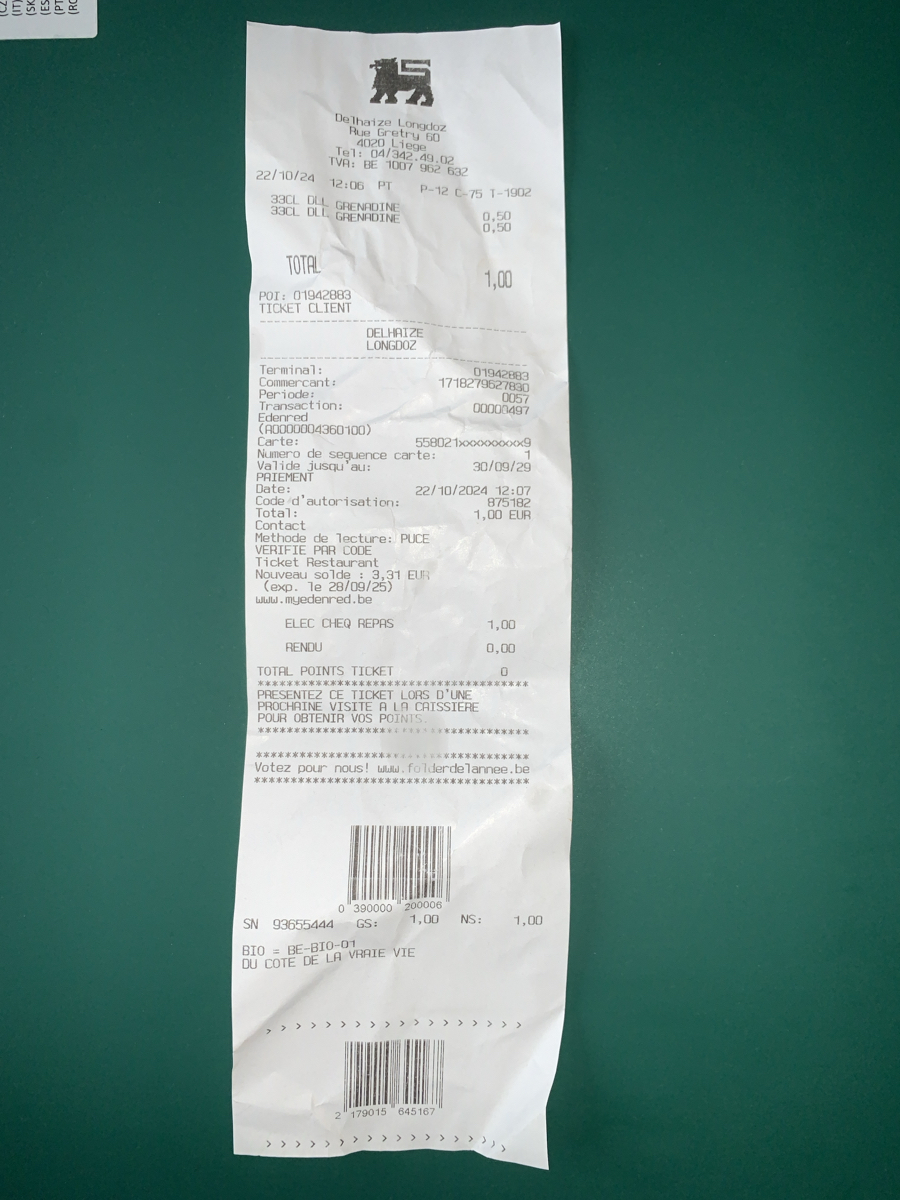 (CZ
(IT)
(SK
(ES
(PT
(RO
Delhaize Longdoz
Rue Gretry 60
4020 Liege
Tel: 04/342.49.02
TVA: BE 1007 962 632
22/10/24 12:06 PT P-12 C-75 T-1902
33CL DLL GRENADINE 0,50
33CL DLL GRENADINE 0,50
TOTAL 1,00
POI: 01942883
TICKET CLIENT
DELHAIZE
LONGDOZ
Terminal: 01942883
Commercant: 1718279627830
Periode: 0057
Transaction: 00000497
Edenred
(A0000004360100)
Carte: 558021xxxxxxxxx9
Numero de sequence carte: 1
Valide jusqu'au: 30/09/29
PAIEMENT
Date: 22/10/2024 12:07
Code d'autorisation: 875182
Total: 1,00 EUR
Contact
Methode de lecture: PUCE
VERIFIE PAR CODE
Ticket Restaurant
Nouveau solde : 3,31 EUR
(exp. le 28/09/25)
www.myedenred.be
ELEC CHEQ REPAS 1,00
RENDU 0,00
TOTAL POINTS TICKET 0
**************************************
PRESENTEZ CE TICKET LORS D'UNE
PROCHAINE VISITE A LA CAISSIERE
POUR OBTENIR VOS POINTS.
**************************************
**************************************
Votez pour nous! www.folderdelannee.be
**************************************
0 390000 200006
SN 93655444 GS: 1,00 NS: 1,00
BIO = BE-BIO-01
DU COTE DE LA VRAIE VIE
> > > > > > > > > > > > > > > > > >
2 179015 645167
> > > > > > > > > > > > > > > > > >